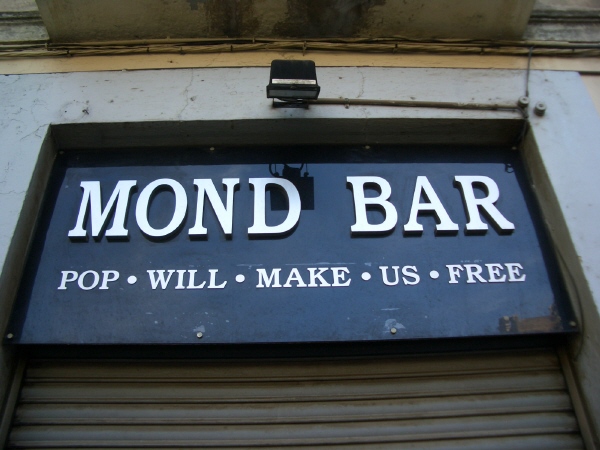 MOND BAR
POP • WILL • MAKE • US • FREE